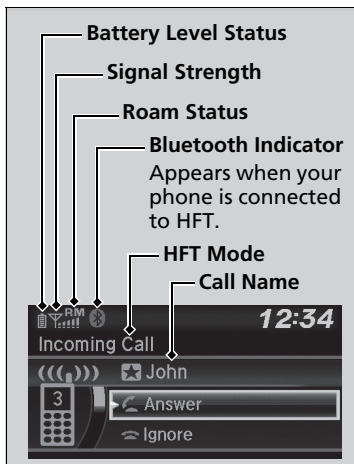 Battery Level Status
Signal Strength
Roam Status
Bluetooth Indicator
Appears when your
phone is connected
to HFT.
HFT Mode
Call Name
RM
12:34
Incoming Call
John
3
Answer
Ignore